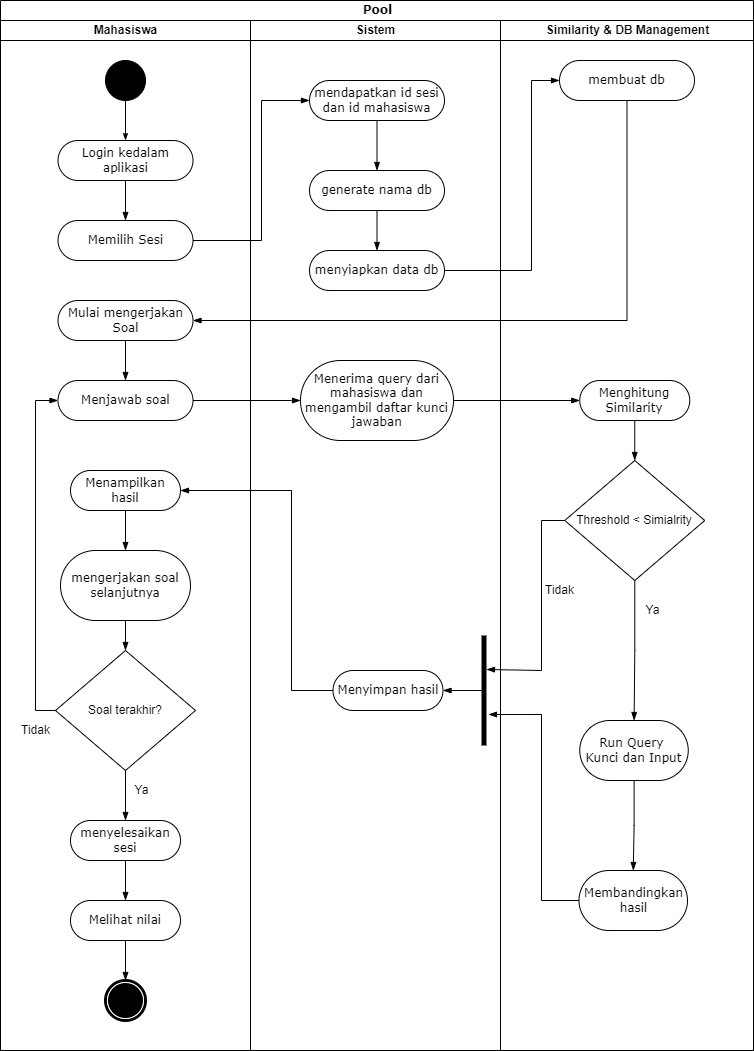 Pool
Mahasiswa
Sistem
Similarity & DB Management
Login kedalam
aplikasi
Memilih Sesi
mendapatkan id sesi
dan id mahasiswa
generate nama db
menyiapkan data db
membuat db
Mulai mengerjakan
Soal
Menjawab soal
Menerima query dari
mahasiswa dan
mengambil daftar kunci
jawaban
Menghitung
Similarity
Threshold < Simialrity
Tidak
Ya
Run Query
Kunci dan Input
Membandingkan
hasil
Menyimpan hasil
Menampilkan
hasil
mengerjakan soal
selanjutnya
Soal terakhir?
Tidak
Ya
menyelesaikan
sesi
Melihat nilai